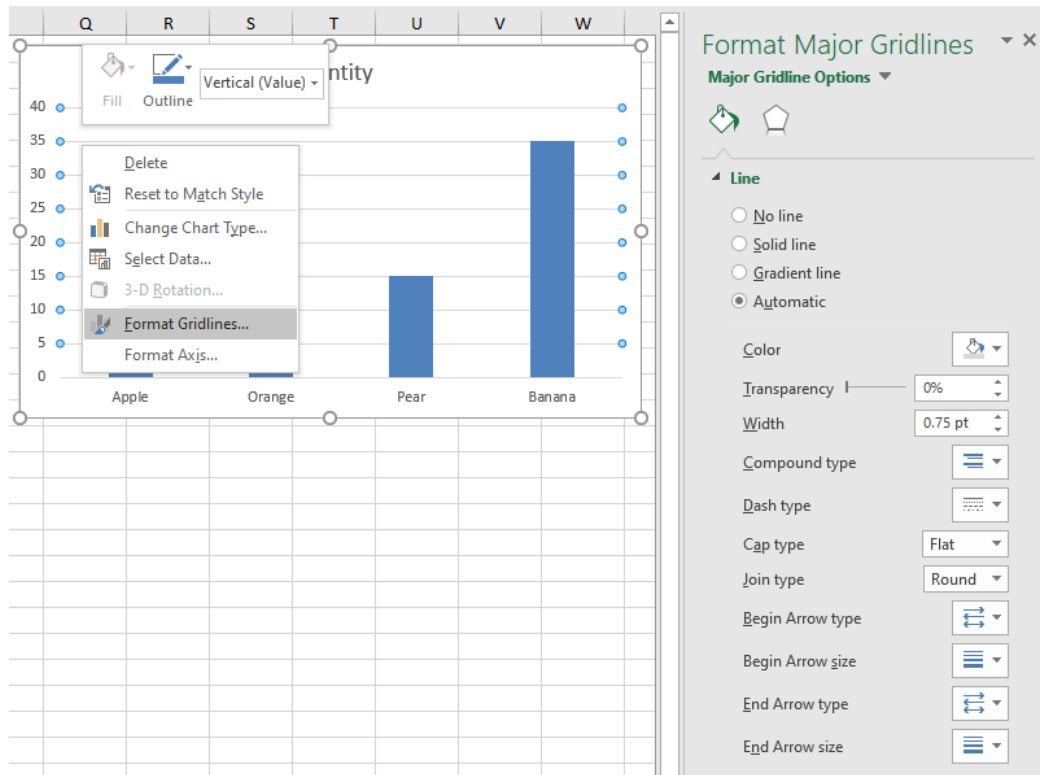 Q R S T U V W
Fill Outline Vertical (Value)
ntity
40
35
30
25
20
15
10
5
0
Delete
Reset to Match Style
Change Chart Type...
Select Data...
3-D Rotation...
Format Gridlines...
Format Axis...
Apple Orange Pear Banana
Format Major Gridlines
Major Gridline Options
Line
No line
Solid line
Gradient line
Automatic
Color
Transparency 0%
Width 0.75 pt
Compound type
Dash type
Cap type Flat
Join type Round
Begin Arrow type
Begin Arrow size
End Arrow type
End Arrow size